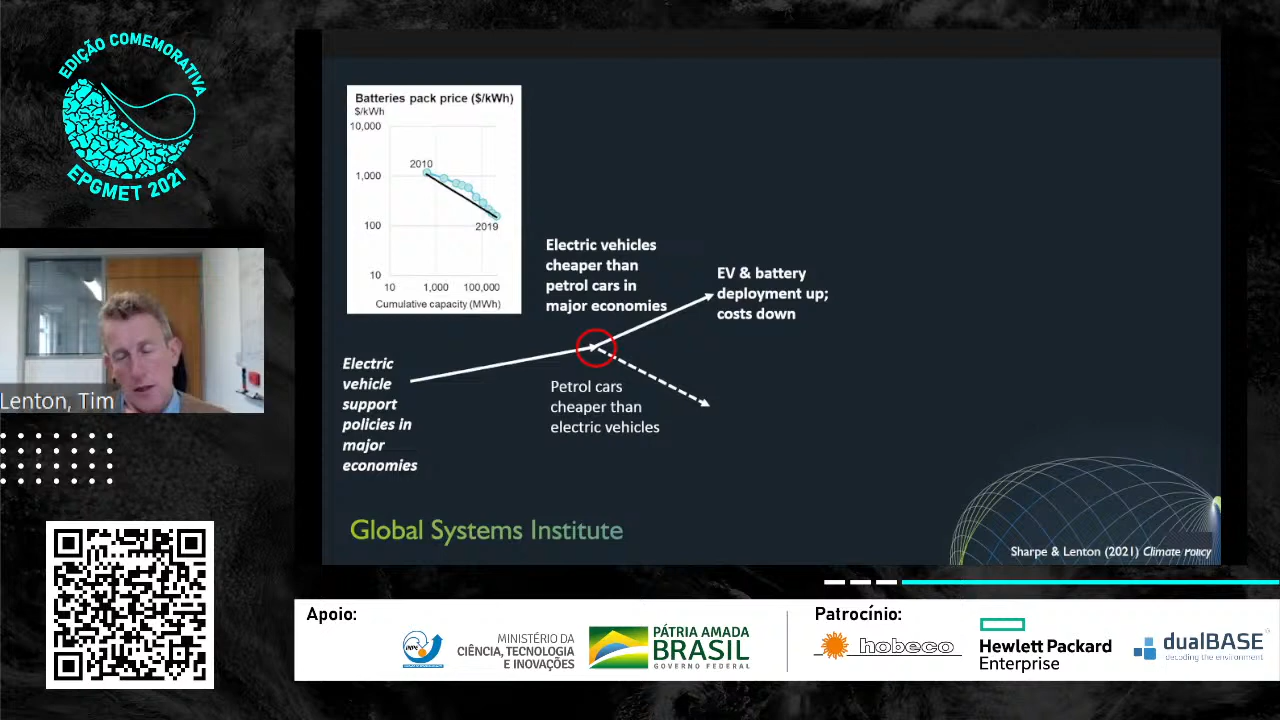 EDIÇÃO COMEMORATIVA
EPGMET 2021
Lenton, Tim
Batteries pack price ($/kWh)
$/kWh
10,000
1,000
100
10
2010
2019
10
1,000
100,000
Cumulative capacity (MWh)
Electric vehicles
cheaper than
petrol cars in
major economies
EV & battery
deployment up;
costs down
Electric
vehicle
support
policies in
major
economies
Petrol cars
cheaper than
electric vehicles
Global Systems Institute
Sharpe & Lenton (2021) Climate Policy
Apoio:
INPE
MINISTÉRIO DA
CIÊNCIA, TECNOLOGIA
E INOVAÇÕES
PÁTRIA AMADA
BRASIL
GOVERNO FEDERAL
Patrocínio:
hobeco
Hewlett Packard
Enterprise
dualBASE
decoding the environment